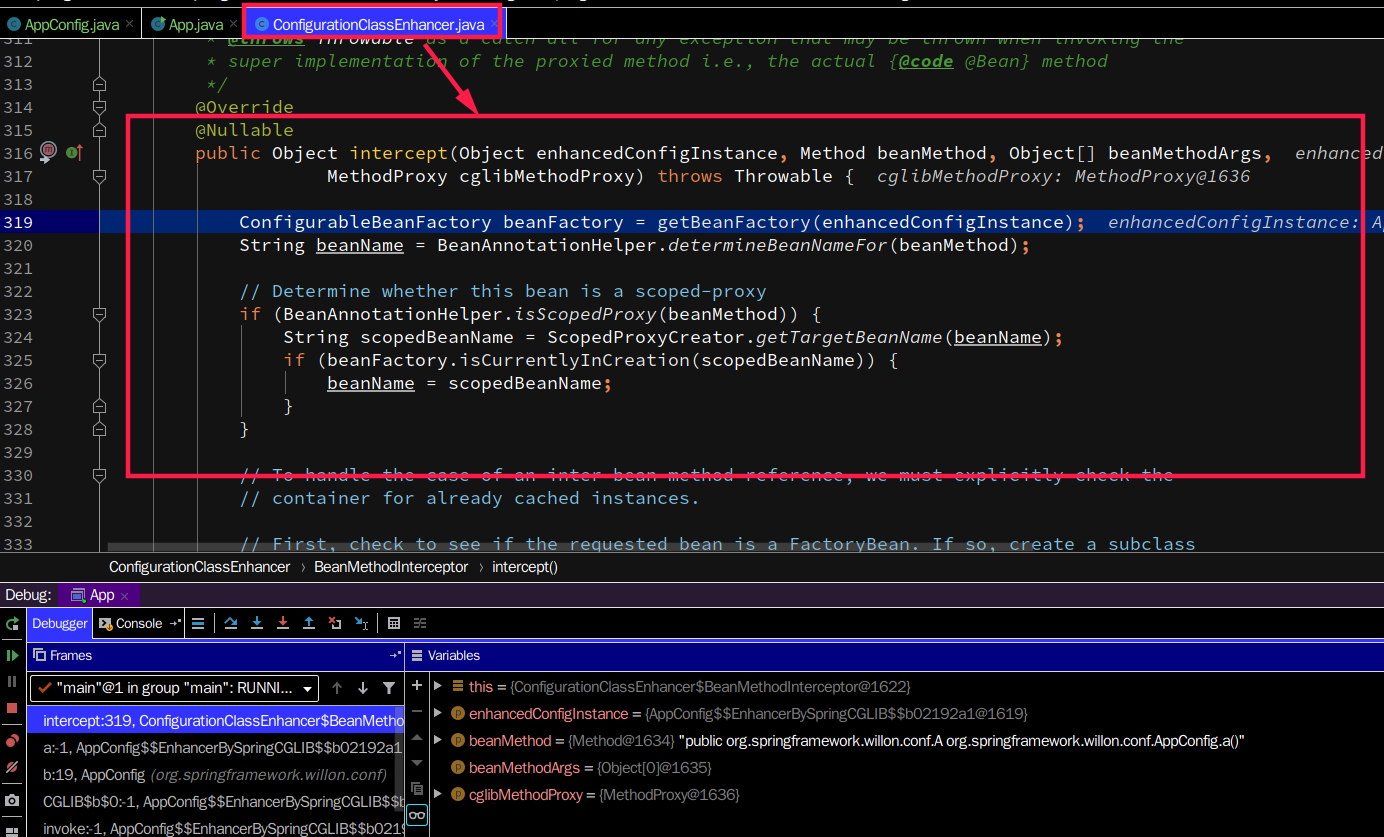 AppConfig.java × App.java × ConfigurationClassEnhancer.java ×
311 * @throws Throwable as a catch-all for any exception that may be thrown when invoking the
312 * super implementation of the proxied method i.e., the actual {@code @Bean} method
313 */
314 @Override
315 @Nullable
316 public Object intercept(Object enhancedConfigInstance, Method beanMethod, Object[] beanMethodArgs, enhanced
317 MethodProxy cglibMethodProxy) throws Throwable { cglibMethodProxy: MethodProxy@1636
318
319 ConfigurableBeanFactory beanFactory = getBeanFactory(enhancedConfigInstance); enhancedConfigInstance: Ap
320 String beanName = BeanAnnotationHelper.determineBeanNameFor(beanMethod);
321
322 // Determine whether this bean is a scoped-proxy
323 if (BeanAnnotationHelper.isScopedProxy(beanMethod)) {
324 String scopedBeanName = ScopedProxyCreator.getTargetBeanName(beanName);
325 if (beanFactory.isCurrentlyInCreation(scopedBeanName)) {
326 beanName = scopedBeanName;
327 }
328 }
329
330 // To handle the case of an inter-bean method reference, we must explicitly check the
331 // container for already cached instances.
332
333 // First, check to see if the requested bean is a FactoryBean. If so, create a subclass
ConfigurationClassEnhancer › BeanMethodInterceptor › intercept()
Debug: App ×
Debugger Console
Frames
Variables
"main"@1 in group "main": RUNNI...
intercept:319, ConfigurationClassEnhancer$BeanMetho
a:-1, AppConfig$$EnhancerBySpringCGLIB$$b02192a1
b:19, AppConfig (org.springframework.willon.conf)
CGLIB$b$0:-1, AppConfig$$EnhancerBySpringCGLIB$$b
invoke:-1, AppConfig$$EnhancerBySpringCGLIB$$b0219
this = {ConfigurationClassEnhancer$BeanMethodInterceptor@1622}
enhancedConfigInstance = {AppConfig$$EnhancerBySpringCGLIB$$b02192a1@1619}
beanMethod = {Method@1634} "public org.springframework.willon.conf.A org.springframework.willon.conf.AppConfig.a()"
beanMethodArgs = {Object[0]@1635}
cglibMethodProxy = {MethodProxy@1636}